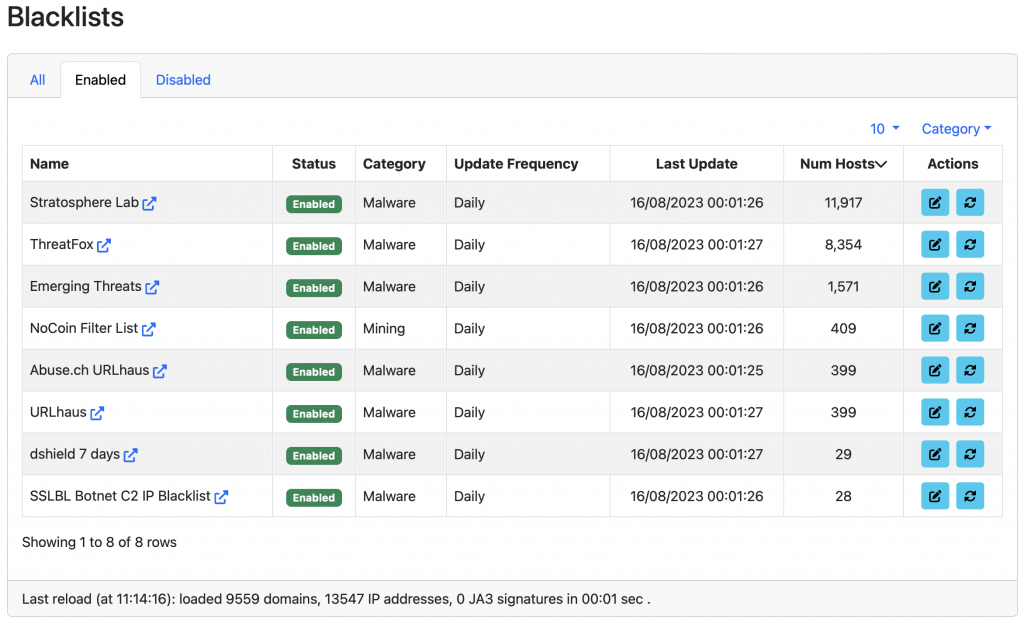 Blacklists
All Enabled Disabled
10 Category
Name Status Category Update Frequency Last Update Num Hosts Actions
Stratosphere Lab Enabled Malware Daily 16/08/2023 00:01:26 11,917
ThreatFox Enabled Malware Daily 16/08/2023 00:01:27 8,354
Emerging Threats Enabled Malware Daily 16/08/2023 00:01:26 1,571
NoCoin Filter List Enabled Mining Daily 16/08/2023 00:01:26 409
Abuse.ch URLhaus Enabled Malware Daily 16/08/2023 00:01:25 399
URLhaus Enabled Malware Daily 16/08/2023 00:01:27 399
dshield 7 days Enabled Malware Daily 16/08/2023 00:01:27 29
SSLBL Botnet C2 IP Blacklist Enabled Malware Daily 16/08/2023 00:01:26 28
Showing 1 to 8 of 8 rows
Last reload (at 11:14:16): loaded 9559 domains, 13547 IP addresses, 0 JA3 signatures in 00:01 sec .